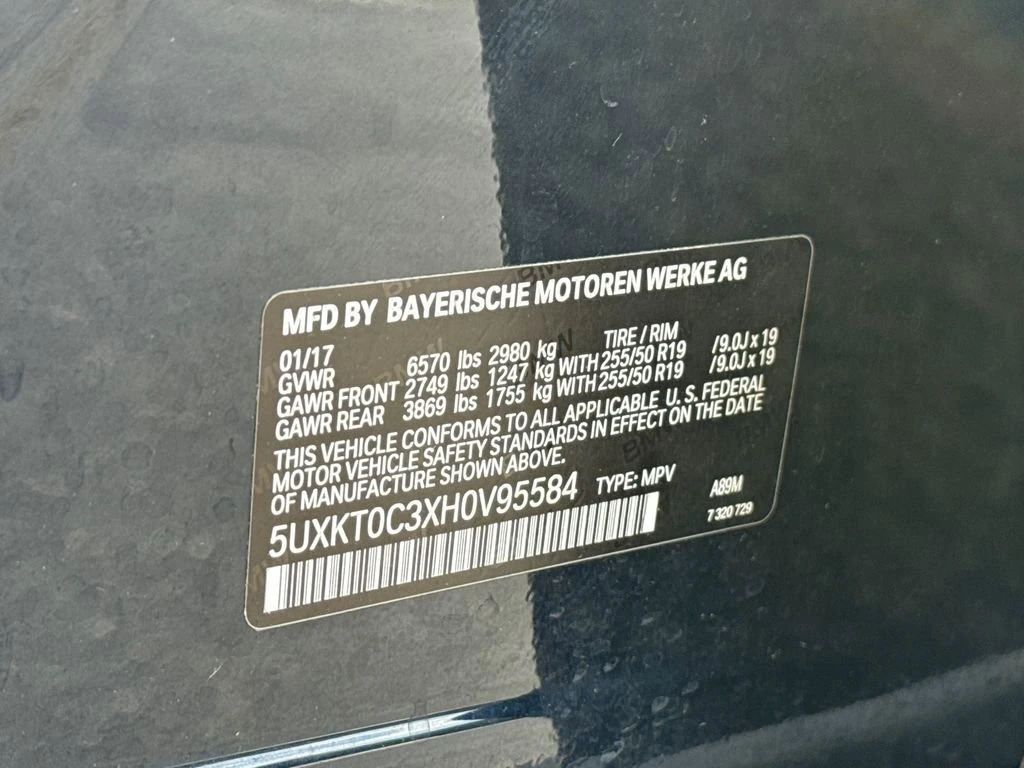 MFD BY BAYERISCHE MOTOREN WERKE AG
01/17 TIRE / RIM
GVWR 6570 lbs 2980 kg
GAWR FRONT 2749 lbs 1247 kg WITH 255/50 R19 /9.0J x 19
GAWR REAR 3869 lbs 1755 kg WITH 255/50 R19 /9.0J x 19
THIS VEHICLE CONFORMS TO ALL APPLICABLE U. S. FEDERAL
MOTOR VEHICLE SAFETY STANDARDS IN EFFECT ON THE DATE
OF MANUFACTURE SHOWN ABOVE.
5UXKT0C3XH0V95584 TYPE: MPV A89M
7 320 729